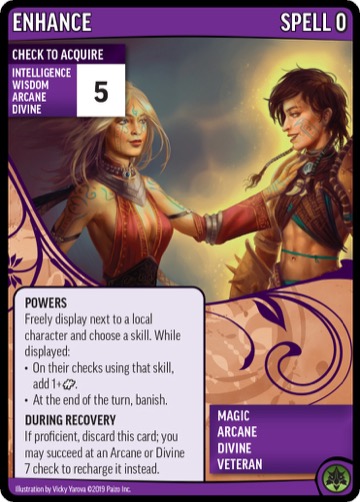 ENHANCE SPELL 0
CHECK TO ACQUIRE
INTELLIGENCE
WISDOM
ARCANE
DIVINE
5
POWERS
Freely display next to a local
character and choose a skill. While
displayed:
• On their checks using that skill,
add 1+.
• At the end of the turn, banish.
DURING RECOVERY
If proficient, discard this card; you
may succeed at an Arcane or Divine
7 check to recharge it instead.
MAGIC
ARCANE
DIVINE
VETERAN
Illustration by Vicky Yarova ©2019 Paizo Inc.